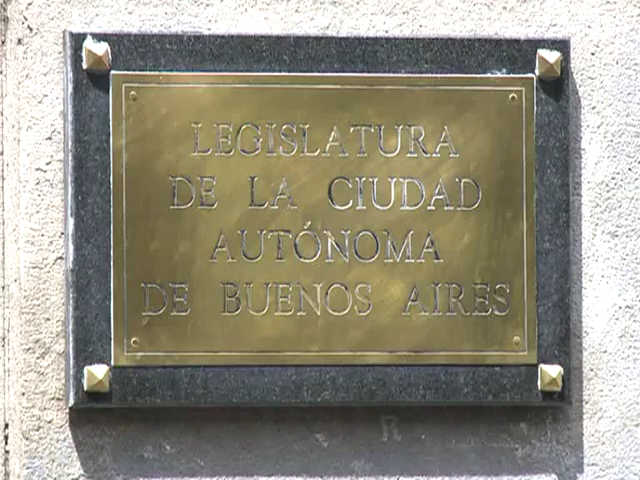 LEGISLATURA
DE LA CIUDAD
AUTÓNOMA
DE BUENOS AIRES